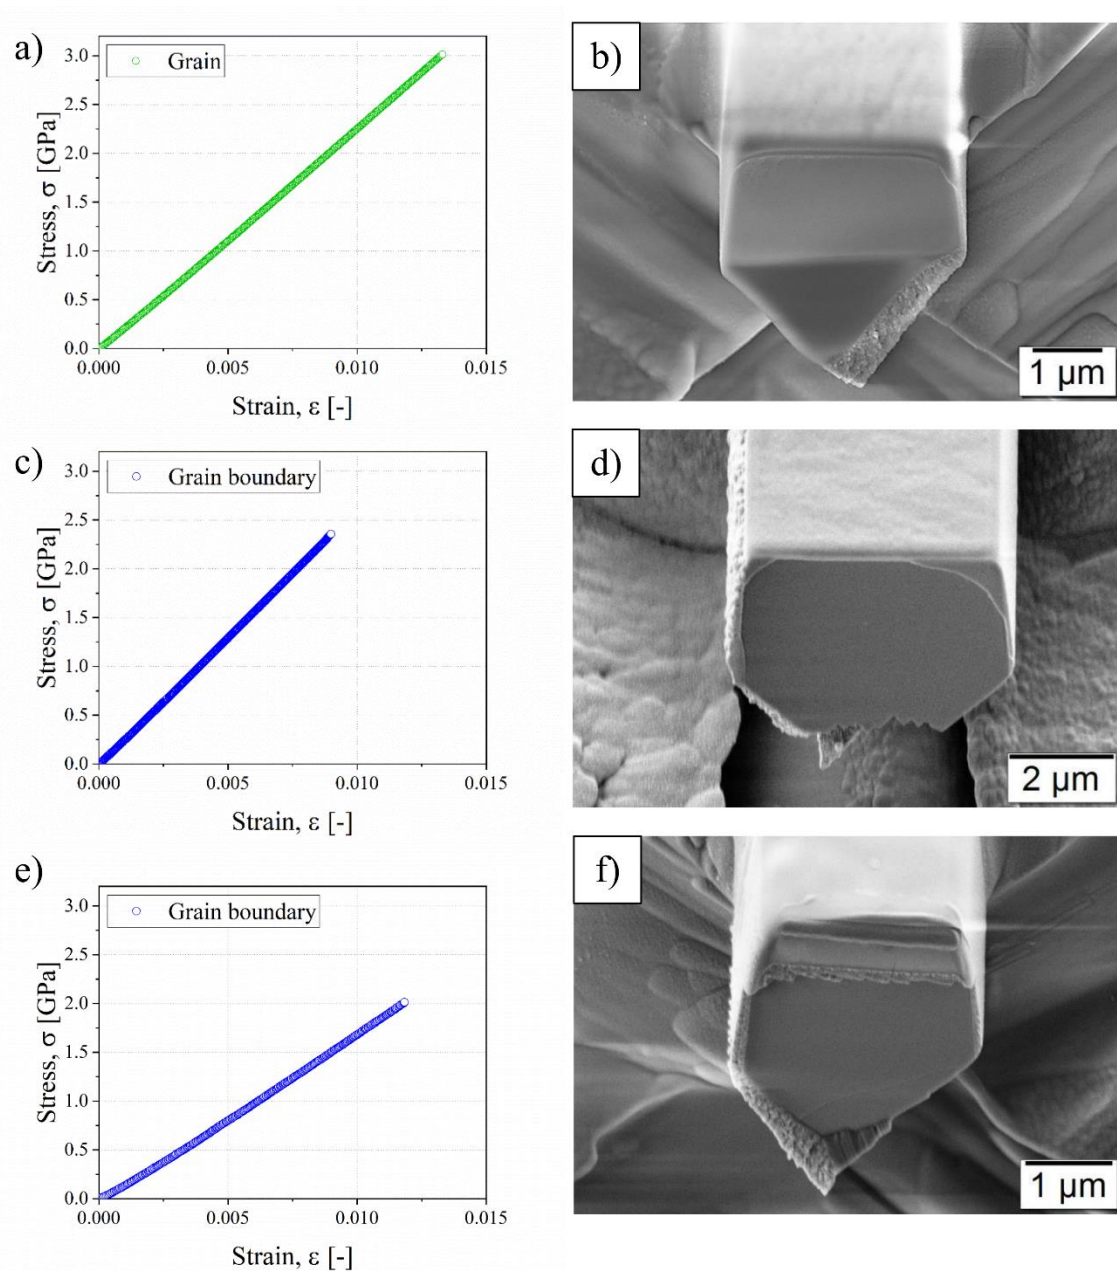 a)
Grain
3.0
2.5
2.0
1.5
1.0
0.5
0.0
Stress, σ [GPa]
0.000 0.005 0.010 0.015
Strain, ε [-]
b)
1 µm
c)
Grain boundary
3.0
2.5
2.0
1.5
1.0
0.5
0.0
Stress, σ [GPa]
0.000 0.005 0.010 0.015
Strain, ε [-]
d)
2 µm
e)
Grain boundary
3.0
2.5
2.0
1.5
1.0
0.5
0.0
Stress, σ [GPa]
0.000 0.005 0.010 0.015
Strain, ε [-]
f)
1 µm